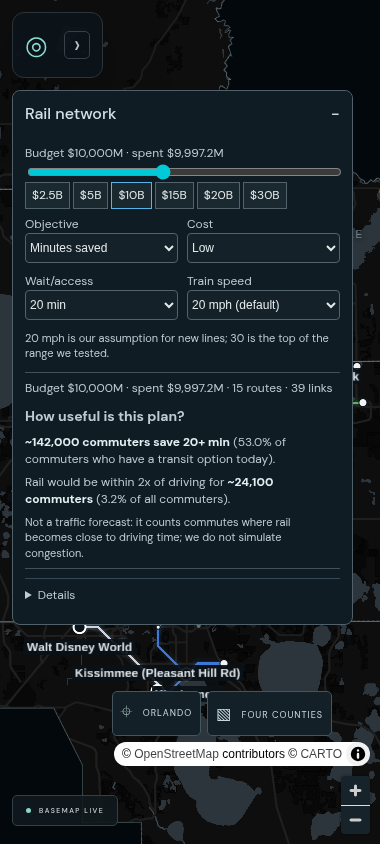 Rail network
Budget $10,000M · spent $9,997.2M
$2.5B $5B $10B $15B $20B $30B
Objective Cost
Minutes saved Low
Wait/access Train speed
20 min 20 mph (default)
20 mph is our assumption for new lines; 30 is the top of the
range we tested.
Budget $10,000M · spent $9,997.2M · 15 routes · 39 links
How useful is this plan?
~142,000 commuters save 20+ min (53.0% of
commuters who have a transit option today).
Rail would be within 2x of driving for ~24,100
commuters (3.2% of all commuters).
Not a traffic forecast: it counts commutes where rail
becomes close to driving time; we do not simulate
congestion.
Details
Walt Disney World
Kissimmee (Pleasant Hill Rd)
ORLANDO FOUR COUNTIES
© OpenStreetMap contributors © CARTO
BASEMAP LIVE